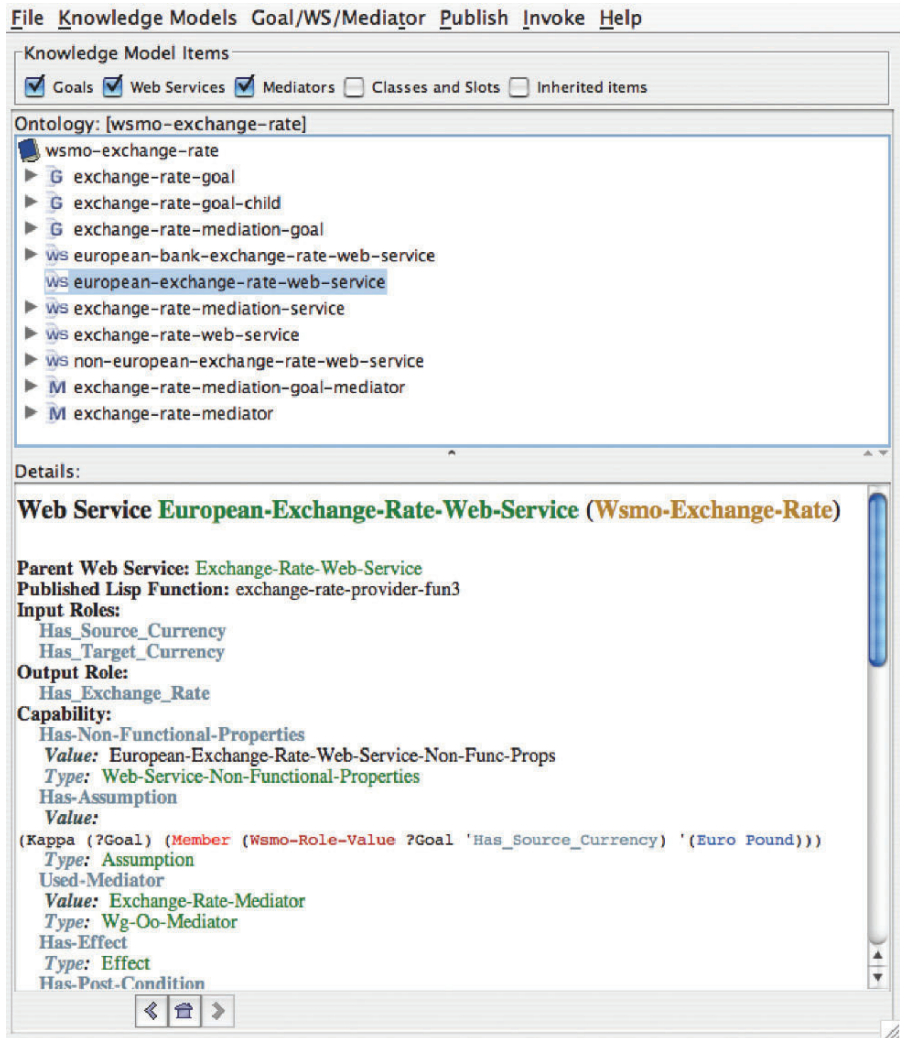 File Knowledge Models Goal/WS/Mediator Publish Invoke Help
Knowledge Model Items
Goals Web Services Mediators Classes and Slots Inherited items
Ontology: [wsmo-exchange-rate]
wsmo-exchange-rate
G exchange-rate-goal
G exchange-rate-goal-child
G exchange-rate-mediation-goal
WS european-bank-exchange-rate-web-service
WS european-exchange-rate-web-service
WS exchange-rate-mediation-service
WS exchange-rate-web-service
WS non-european-exchange-rate-web-service
M exchange-rate-mediation-goal-mediator
M exchange-rate-mediator
Details:
Web Service European-Exchange-Rate-Web-Service (Wsmo-Exchange-Rate)
Parent Web Service: Exchange-Rate-Web-Service
Published Lisp Function: exchange-rate-provider-fun3
Input Roles:
Has_Source_Currency
Has_Target_Currency
Output Role:
Has_Exchange_Rate
Capability:
Has-Non-Functional-Properties
Value: European-Exchange-Rate-Web-Service-Non-Func-Props
Type: Web-Service-Non-Functional-Properties
Has-Assumption
Value:
(Kappa (?Goal) (Member (Wsmo-Role-Value ?Goal 'Has_Source_Currency) '(Euro Pound)))
Type: Assumption
Used-Mediator
Value: Exchange-Rate-Mediator
Type: Wg-Oo-Mediator
Has-Effect
Type: Effect
Has-Post-Condition